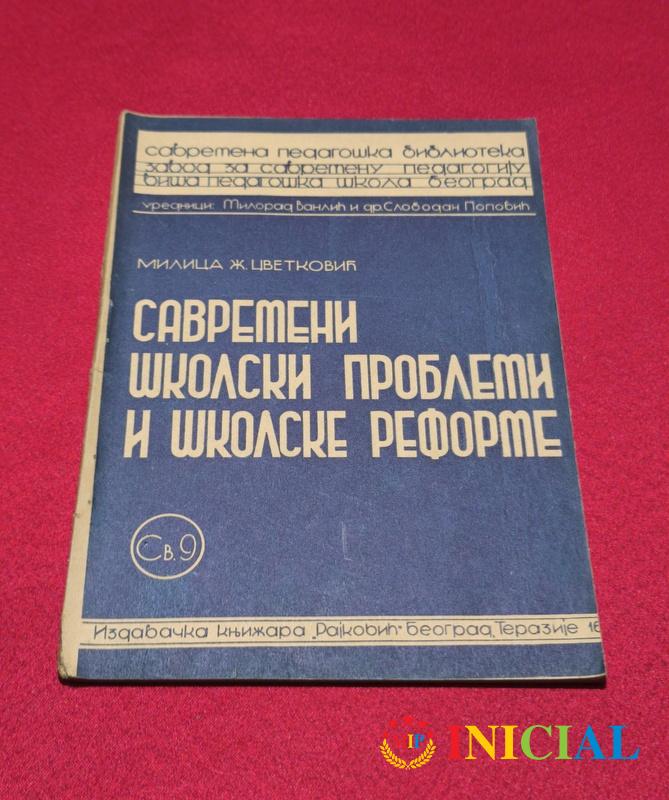 савремена педагошка библиотека
завод за савремену педагогију
виша педагошка школа београд
уредници: Милорад Ванлић и др. Слободан Поповић
МИЛИЦА Ж. ЦВЕТКОВИЋ
САВРЕМЕНИ
ШКОЛСКИ ПРОБЛЕМИ
И ШКОЛСКЕ РЕФОРМЕ
Св. 9
Издавачка књижара „Рајковић“ Београд, Теразије 16
IP INICIAL